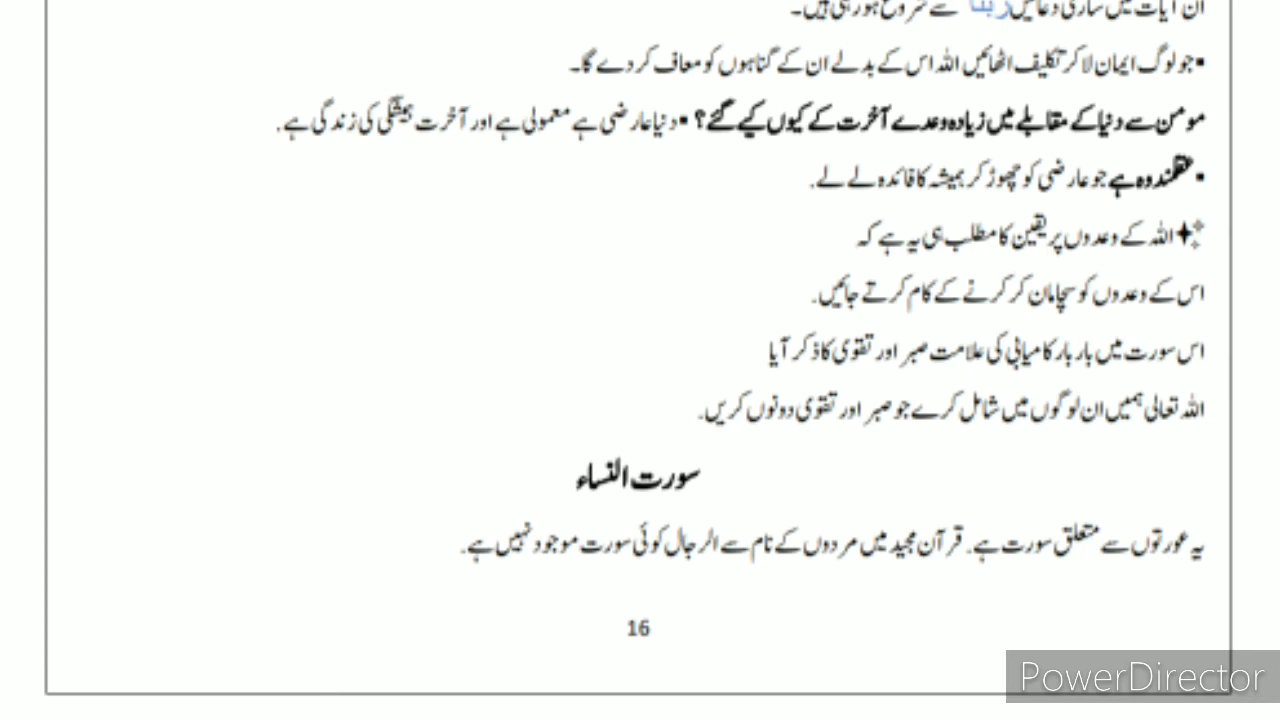 ان آیات میں ساری دعائیں ربنا سے شروع ہو رہی ہیں۔
▪جو لوگ ایمان لا کر تکلیف اٹھائیں اللہ اس کے بدلے ان کے گناہوں کو معاف کر دے گا۔
مومن سے دنیا کے مقابلے میں زیادہ وعدے آخرت کے کیوں کیے گئے؟ ▪دنیا عارضی ہے معمولی ہے اور آخرت ہمیشگی کی زندگی ہے.
▪عقلمند وہ ہے جو عارضی کو چھوڑ کر ہمیشہ کا فائدہ لے لے.
✨اللہ کے وعدوں پر یقین کا مطلب ہی یہ ہے کہ
اس کے وعدوں کو سچا مان کر کرنے کے کام کرتے جائیں.
اس سورت میں بار بار کامیابی کی علامت صبر اور تقوی کا ذکر آیا
اللہ تعالی ہمیں ان لوگوں میں شامل کرے جو صبر اور تقوی دونوں کریں.
سورت النساء
یہ عورتوں سے متعلق سورت ہے. قرآن مجید میں مردوں کے نام سے الرجال کوئی سورت موجود نہیں ہے.
16
PowerDirector